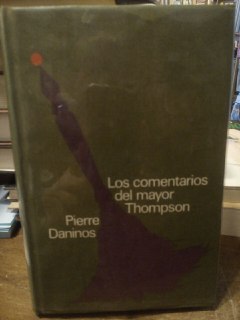 Los comentarios
del mayor
Thompson
Pierre
Daninos